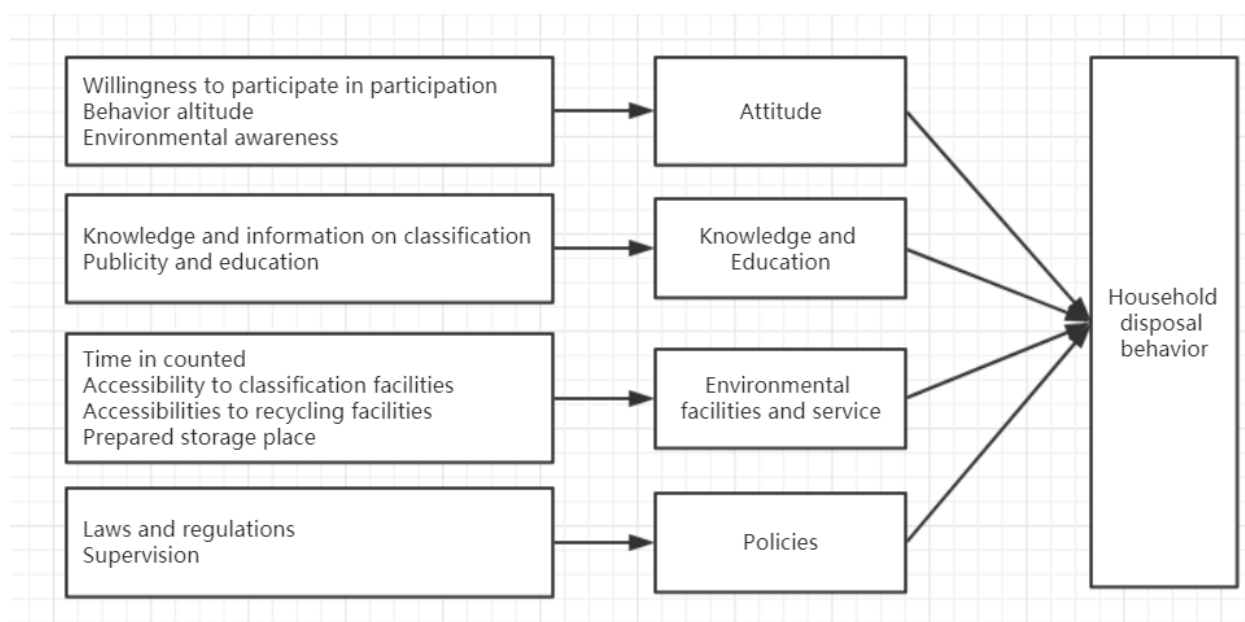 Willingness to participate in participation
Behavior altitude
Environmental awareness
Attitude
Knowledge and information on classification
Publicity and education
Knowledge and
Education
Time in counted
Accessibility to classification facilities
Accessibilities to recycling facilities
Prepared storage place
Environmental
facilities and service
Laws and regulations
Supervision
Policies
Household
disposal
behavior